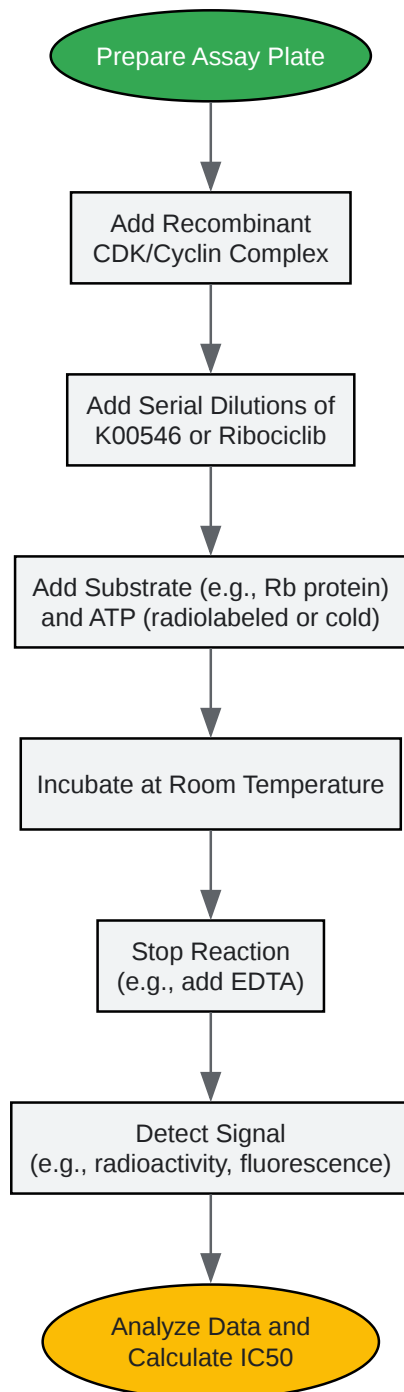 Prepare Assay Plate
Add Recombinant
CDK/Cyclin Complex
Add Serial Dilutions of
K00546 or Ribociclib
Add Substrate (e.g., Rb protein)
and ATP (radiolabeled or cold)
Incubate at Room Temperature
Stop Reaction
(e.g., add EDTA)
Detect Signal
(e.g., radioactivity, fluorescence)
Analyze Data and
Calculate IC50